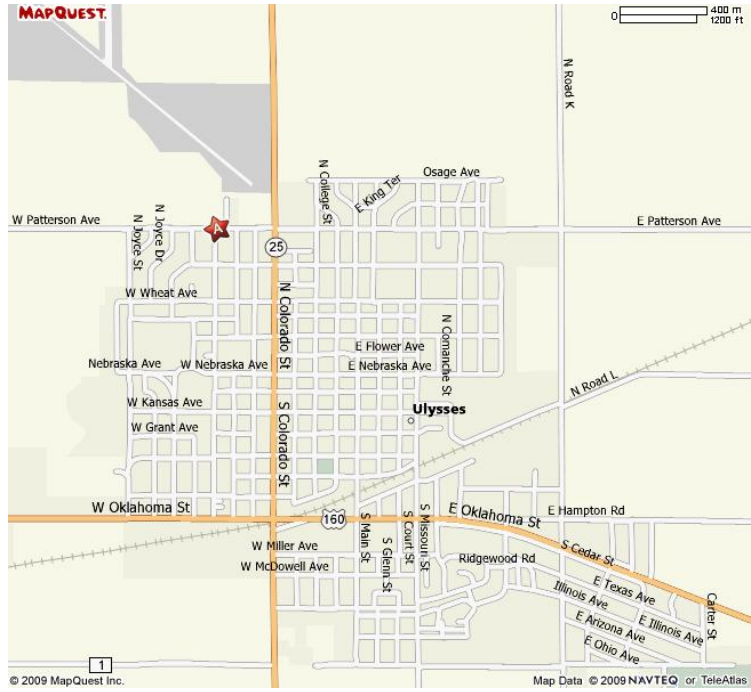 MAPQUEST.
0
400 m
1200 ft
N Road K
Osage Ave
E King Ter
N College St
W Patterson Ave
A
E Patterson Ave
N Joyce St
N Joyce Dr
25
W Wheat Ave
N Colorado St
N Comanche St
E Flower Ave
Nebraska Ave
W Nebraska Ave
E Nebraska Ave
N Road L
W Kansas Ave
Ulysses
W Grant Ave
S Colorado St
W Oklahoma St
160
E Oklahoma St
E Hampton Rd
S Main St
S Court St
S Missouri St
W Miller Ave
S Cedar St
S Glenn St
Ridgewood Rd
W McDowell Ave
E Texas Ave
Illinois Ave
Carter St
E Illinois Ave
E Arizona Ave
E Ohio Ave
1
© 2009 MapQuest Inc.
Map Data © 2009 NAVTEQ or TeleAtlas